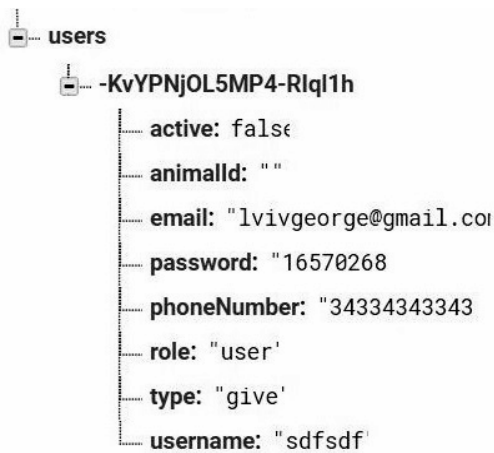 users
-KvYPNjOL5MP4-RIql1h
active: false
animalId: ""
email: "lvivgeorge@gmail.com
password: "16570268
phoneNumber: "34334343343
role: "user'
type: "give'
username: "sdfsdf'